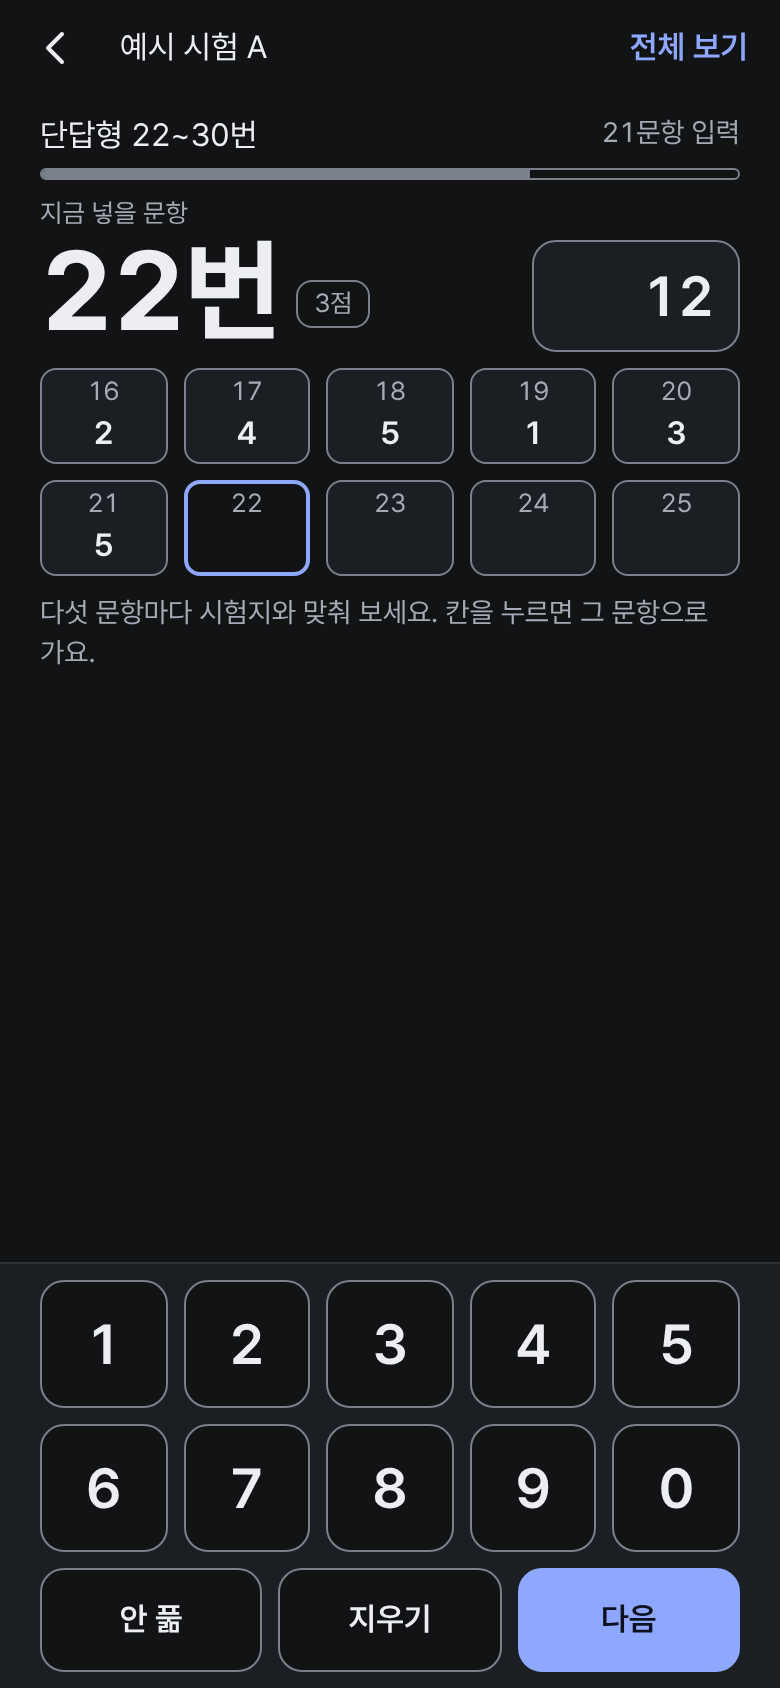 예시 시험 A
전체 보기
단답형 22~30번
21문항 입력
지금 넣을 문항
22번
3점
12
16 17 18 19 20
2 4 5 1 3
21 22 23 24 25
5
다섯 문항마다 시험지와 맞춰 보세요. 칸을 누르면 그 문항으로
가요.
1 2 3 4 5
6 7 8 9 0
안 풂 지우기 다음